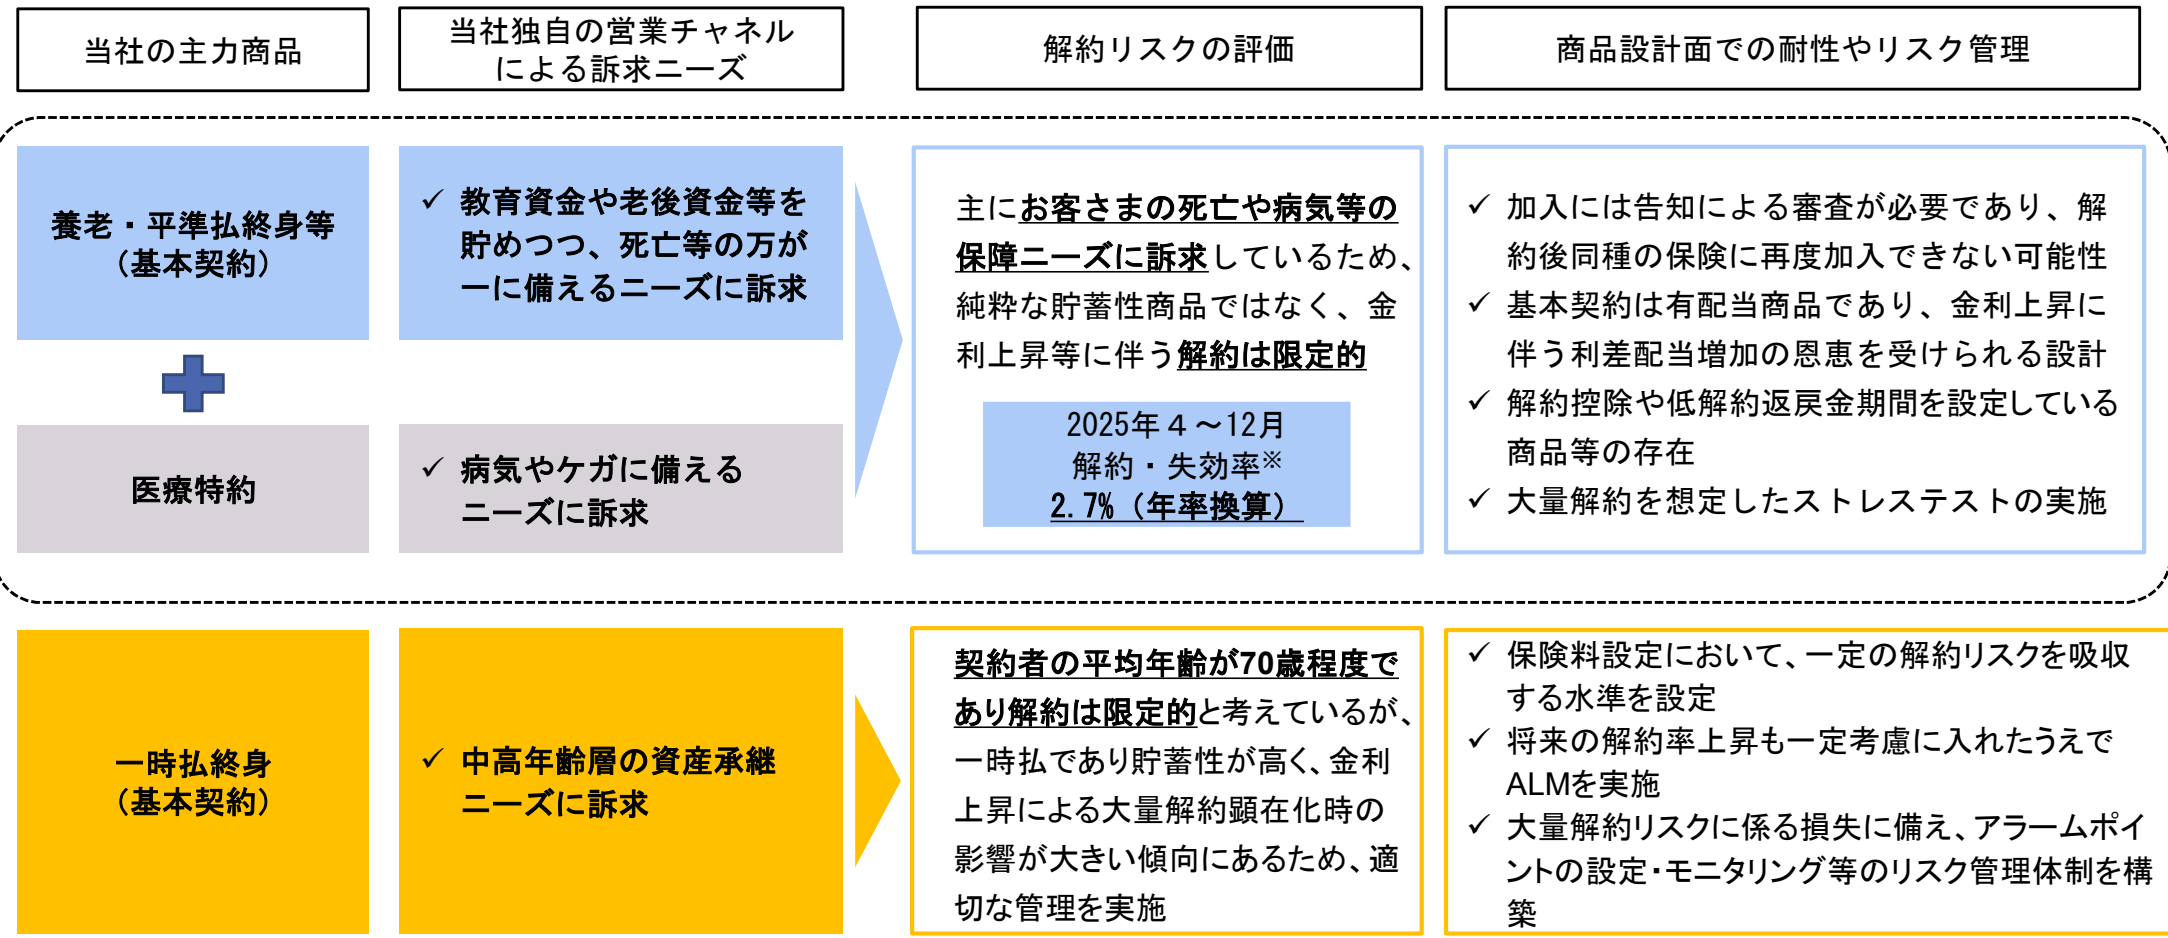 当社の主力商品
当社独自の営業チャネル
による訴求ニーズ
解約リスクの評価
商品設計面での耐性やリスク管理
養老・平準払終身等
（基本契約）
✓ 教育資金や老後資金等を
貯めつつ、死亡等の万が
一に備えるニーズに訴求
医療特約
✓ 病気やケガに備える
ニーズに訴求
主にお客さまの死亡や病気等の
保障ニーズに訴求しているため、
純粋な貯蓄性商品ではなく、金
利上昇等に伴う解約は限定的
2025年４～12月
解約・失効率※
2.7%（年率換算）
✓ 加入には告知による審査が必要であり、解
約後同種の保険に再度加入できない可能性
✓ 基本契約は有配当商品であり、金利上昇に
伴う利差配当増加の恩恵を受けられる設計
✓ 解約控除や低解約返戻金期間を設定している
商品等の存在
✓ 大量解約を想定したストレステストの実施
一時払終身
（基本契約）
✓ 中高年齢層の資産承継
ニーズに訴求
契約者の平均年齢が70歳程度で
あり解約は限定的と考えているが、
一時払であり貯蓄性が高く、金利
上昇による大量解約顕在化時の
影響が大きい傾向にあるため、適
切な管理を実施
✓ 保険料設定において、一定の解約リスクを吸収
する水準を設定
✓ 将来の解約率上昇も一定考慮に入れたうえで
ALMを実施
✓ 大量解約リスクに係る損失に備え、アラームポイ
ントの設定・モニタリング等のリスク管理体制を構
築